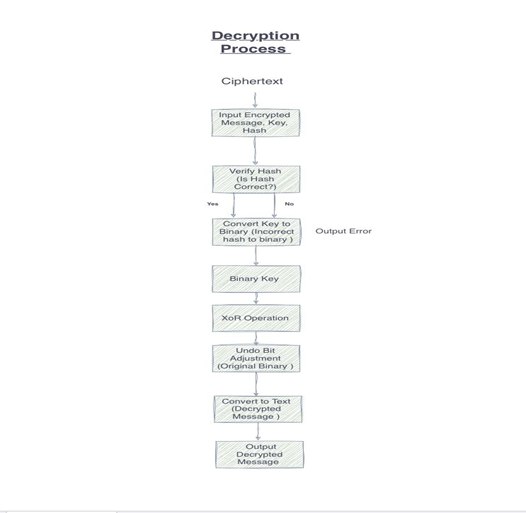 Decryption
Process
Ciphertext
Input Encrypted
Message, Key,
Hash
Verify Hash
(Is Hash
Correct?)
Yes
No
Convert Key to
Binary (Incorrect
hash to binary )
Output Error
Binary Key
XoR Operation
Undo Bit
Adjustment
(Original Binary )
Convert to Text
(Decrypted
Message )
Output
Decrypted
Message